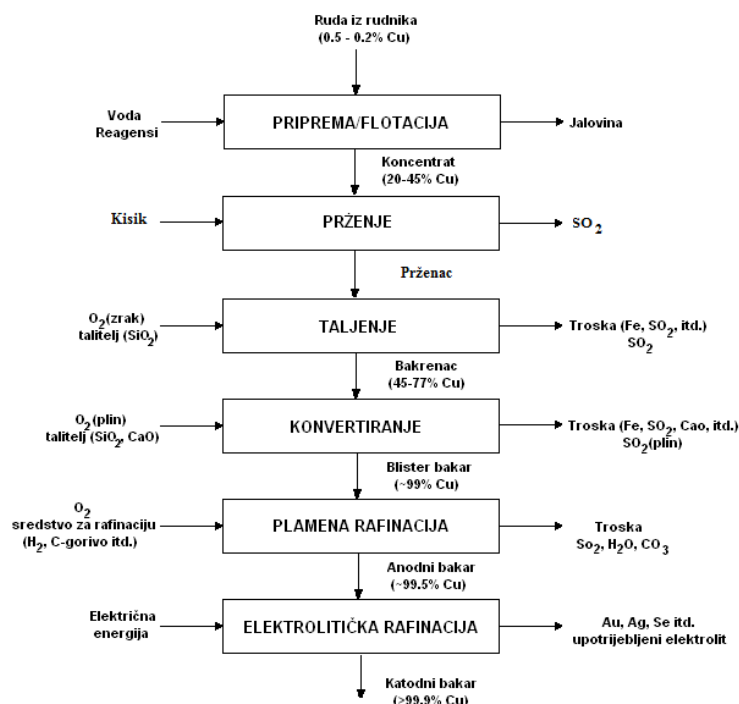 Ruda iz rudnika
(0.5 - 0.2% Cu)
Voda
Reagensi
PRIPREMA/FLOTACIJA
Jalovina
Koncentrat
(20-45% Cu)
Kisik
PRŽENJE
SO2
Prženac
O2(zrak)
talitelj (SiO2)
TALJENJE
Troska (Fe, SO2, itd.)
SO2
Bakrenac
(45-77% Cu)
O2(plin)
talitelj (SiO2, CaO)
KONVERTIRANJE
Troska (Fe, SO2, Cao, itd.)
SO2(plin)
Blister bakar
(~99% Cu)
O2
sredstvo za rafinaciju
(H2, C-gorivo itd.)
PLAMENA RAFINACIJA
Troska
So2, H2O, CO3
Anodni bakar
(~99.5% Cu)
Električna
energija
ELEKTROLITIČKA RAFINACIJA
Au, Ag, Se itd.
upotrijebljeni elektrolit
Katodni bakar
(>99.9% Cu)